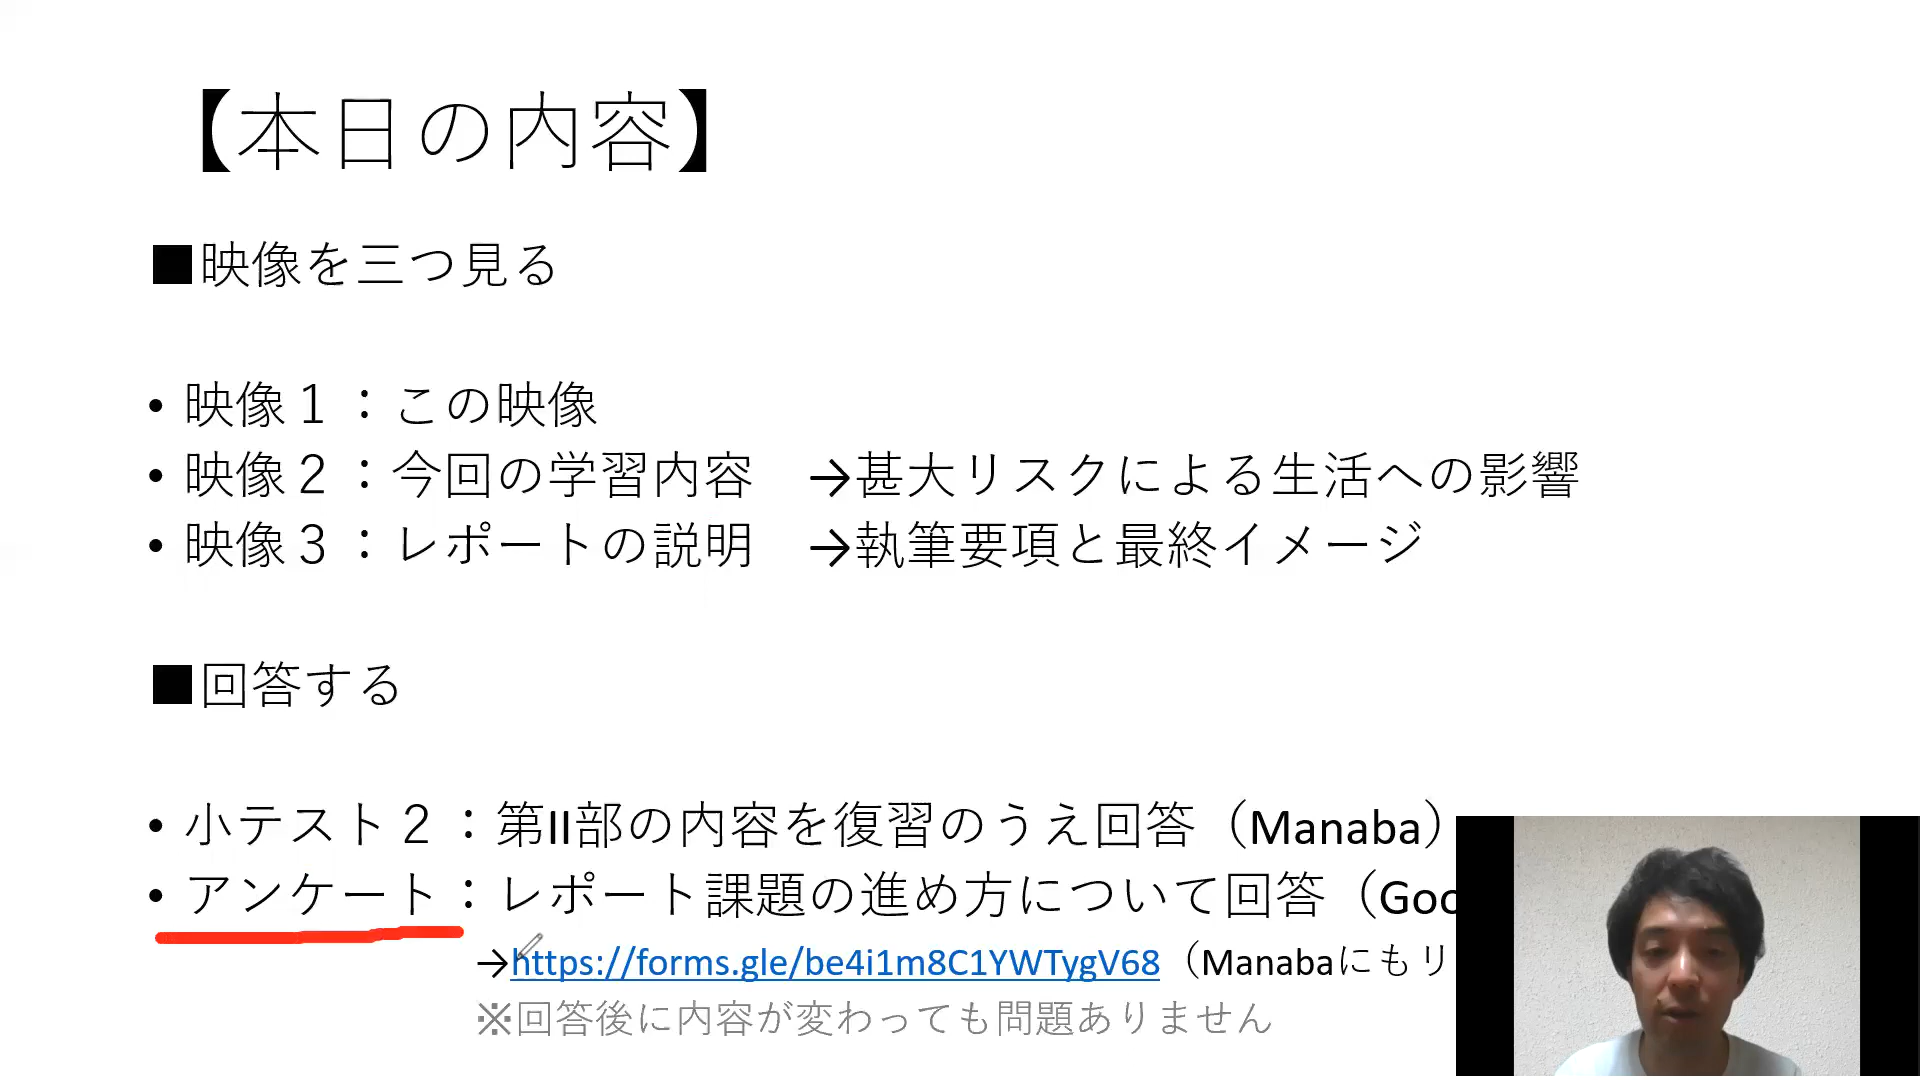 【本日の内容】
■映像を三つ見る
• 映像１：この映像
• 映像２：今回の学習内容　→甚大リスクによる生活への影響
• 映像３：レポートの説明　→執筆要項と最終イメージ
■回答する
• 小テスト２：第II部の内容を復習のうえ回答（Manaba）
• アンケート：レポート課題の進め方について回答（Goo
→https://forms.gle/be4i1m8C1YWTygV68（Manabaにもリ
※回答後に内容が変わっても問題ありません